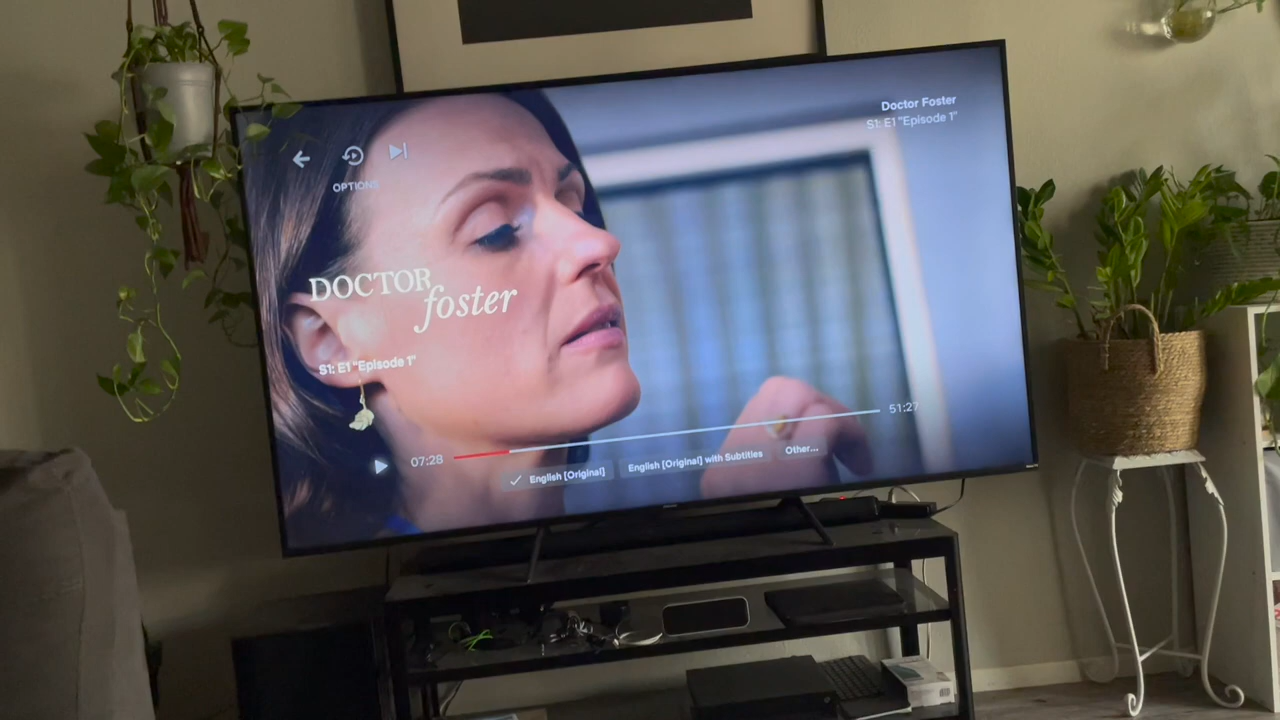 Doctor Foster
S1: E1 "Episode 1"
OPTIONS
DOCTOR
foster
S1: E1 "Episode 1"
07:28
51:27
English [Original]
English [Original] with Subtitles
Other...